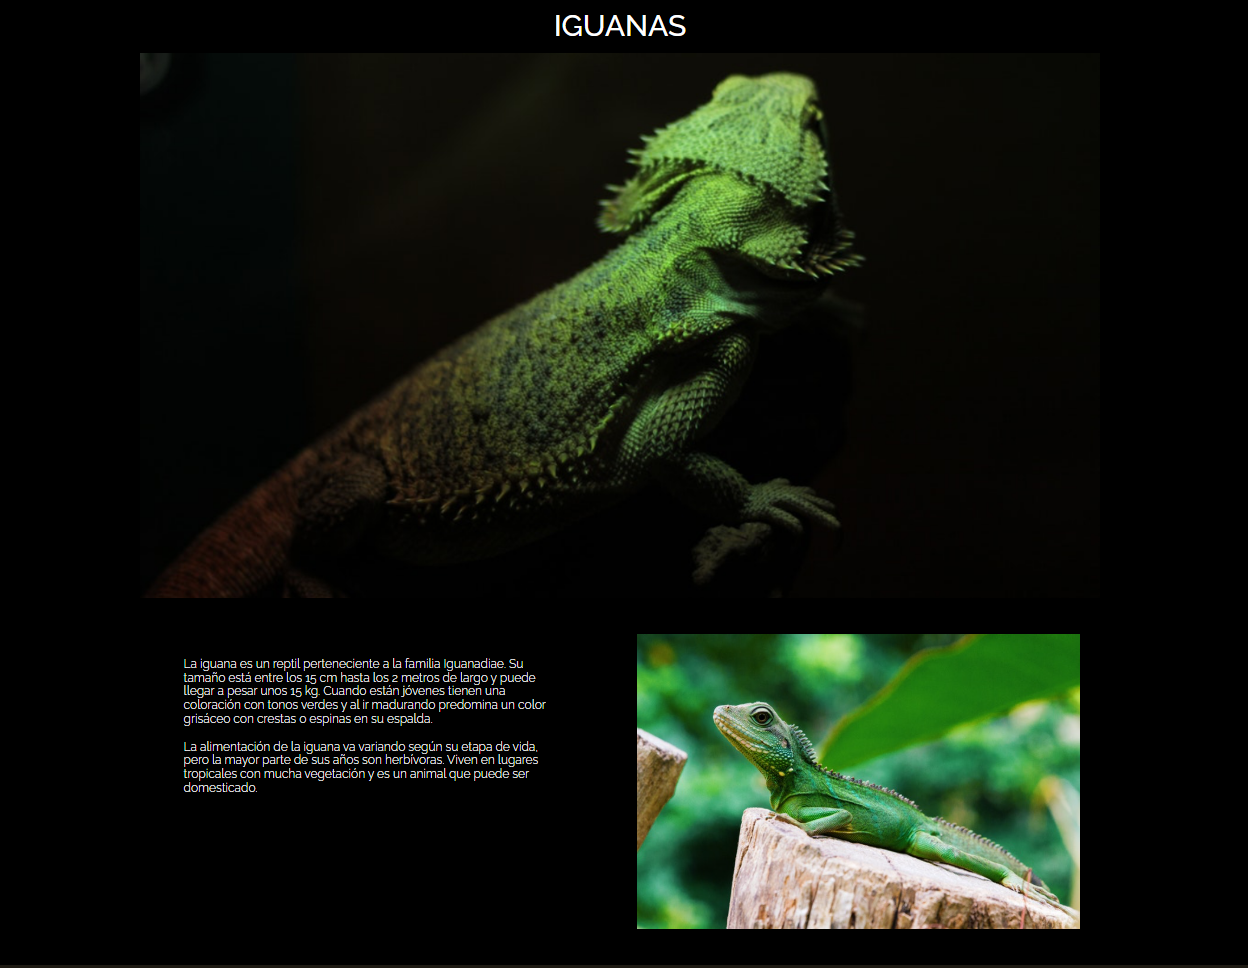 IGUANAS
La iguana es un reptil perteneciente a la familia Iguanadiae. Su
tamaño está entre los 15 cm hasta los 2 metros de largo y puede
llegar a pesar unos 15 kg. Cuando están jóvenes tienen una
coloración con tonos verdes y al ir madurando predomina un color
grisáceo con crestas o espinas en su espalda.
La alimentación de la iguana va variando según su etapa de vida,
pero la mayor parte de sus años son herbívoras. Viven en lugares
tropicales con mucha vegetación y es un animal que puede ser
domesticado.